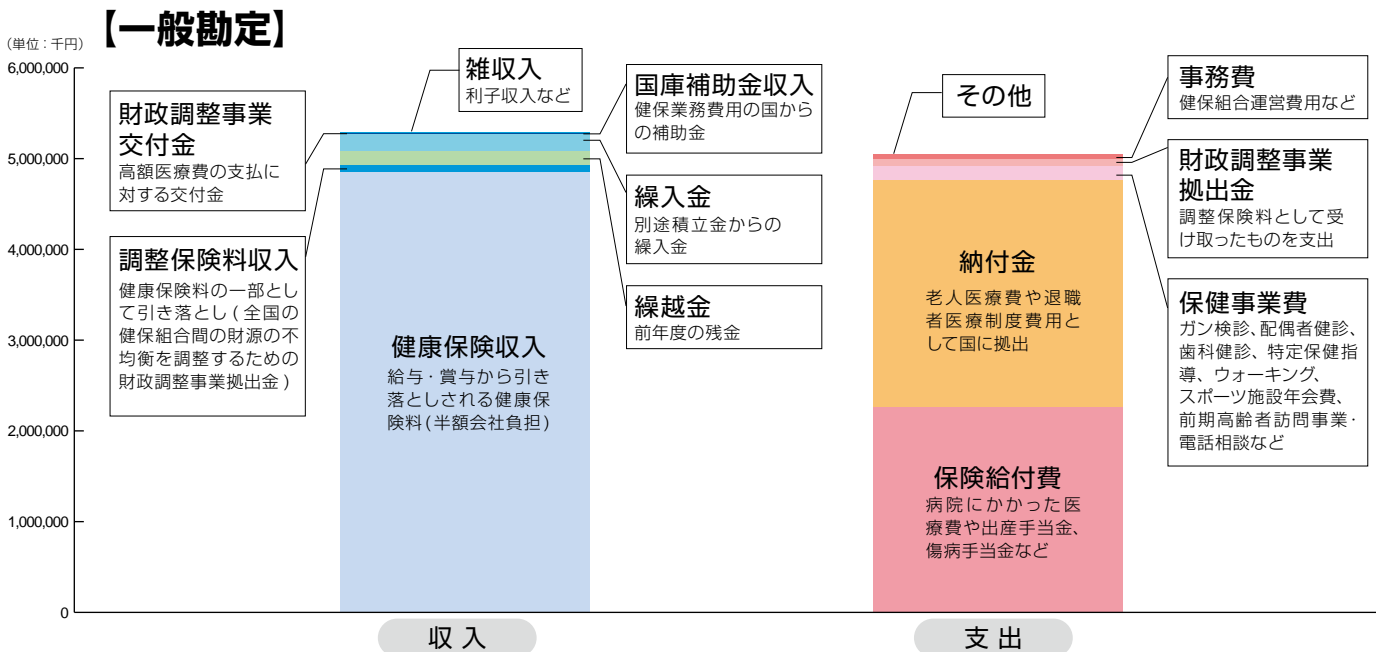 【一般勘定】
(単位：千円)
6,000,000
5,000,000
4,000,000
3,000,000
2,000,000
1,000,000
0
財政調整事業
交付金
高額医療費の支払に
対する交付金
調整保険料収入
健康保険料の一部とし
て引き落とし(全国の
健保組合間の財源の不
均衡を調整するための
財政調整事業拠出金)
雑収入
利子収入など
国庫補助金収入
健保業務費用の国から
の補助金
繰入金
別途積立金からの
繰入金
繰越金
前年度の残金
健康保険収入
給与・賞与から引き
落としされる健康保
険料(半額会社負担)
収入
その他
事務費
健保組合運営費用など
財政調整事業
拠出金
調整保険料として受
け取ったものを支出
保健事業費
ガン検診、配偶者健診、
歯科健診、特定保健指
導、ウォーキング、
スポーツ施設年会費、
前期高齢者訪問事業・
電話相談など
納付金
老人医療費や退職
者医療制度費用と
して国に拠出
保険給付費
病院にかかった医
療費や出産手当金、
傷病手当金など
支出